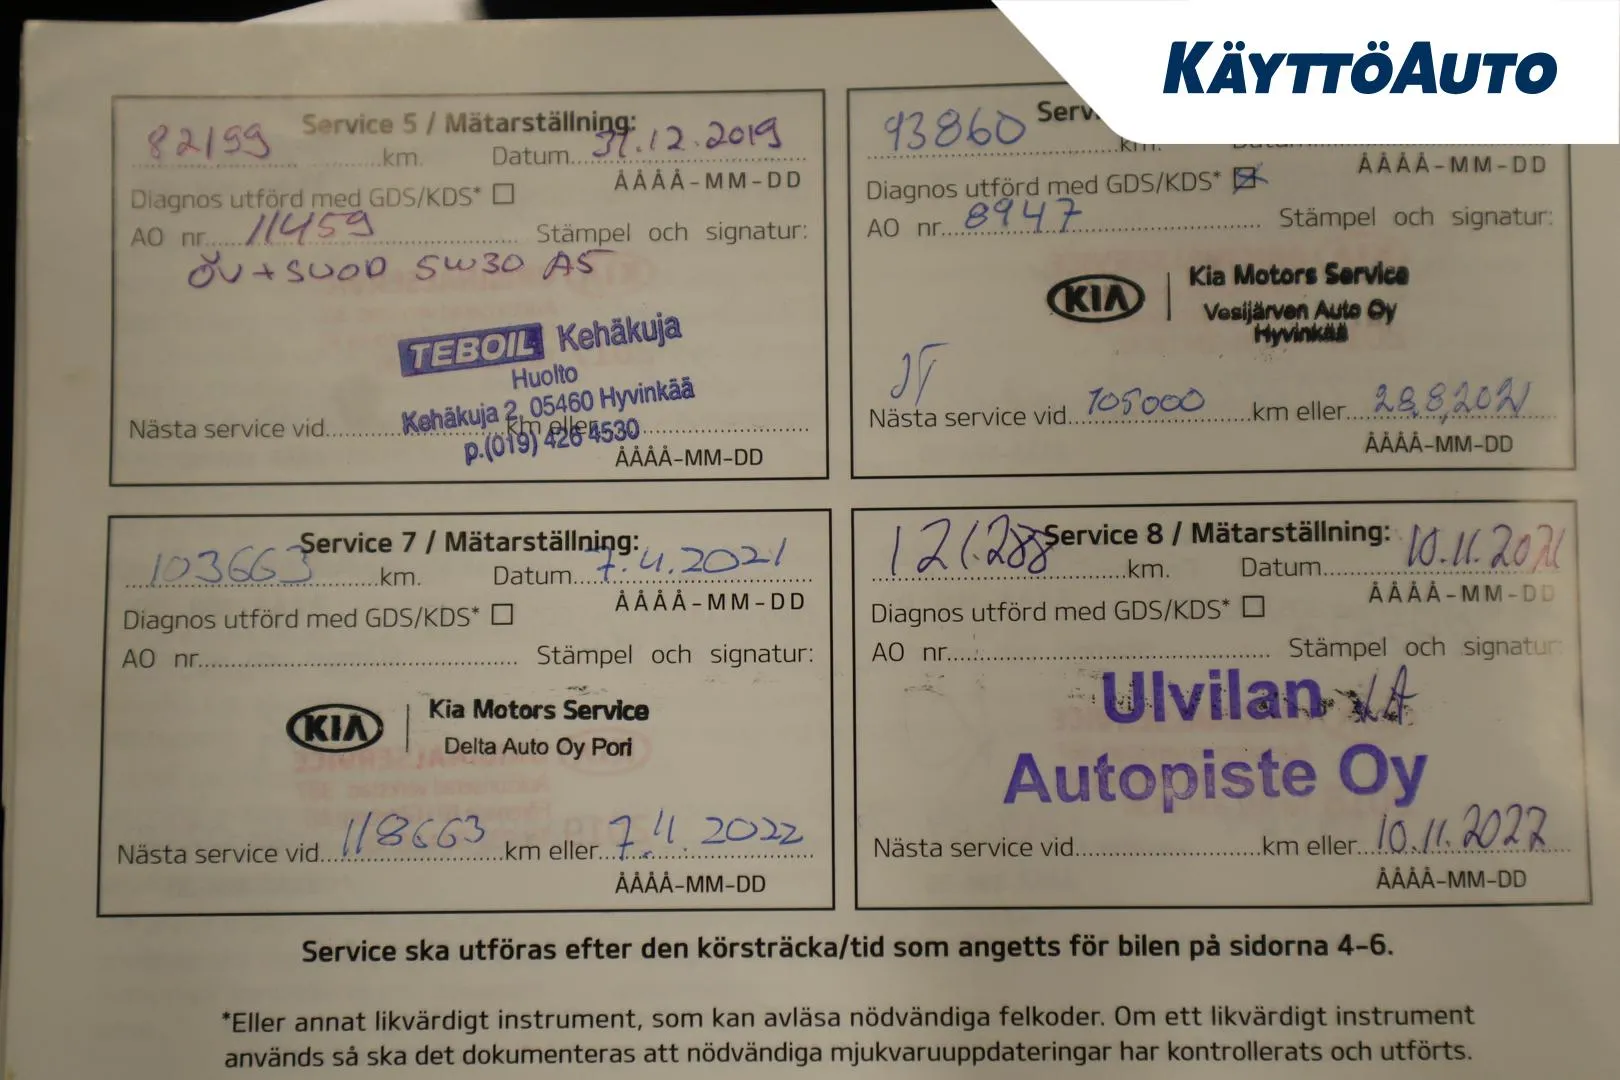 KÄYTTÖAUTO
Service 5 / Mätarställning:
82199 km. Datum 31.12.2019
ÅÅÅÅ-MM-DD
Diagnos utförd med GDS/KDS* ☐
AO nr. 11459 Stämpel och signatur:
ÖV + SUOD 5W30 A5
TEBOIL Kehäkuja
Huolto
Kehäkuja 2, 05460 Hyvinkää
p.(019) 426 4530
Nästa service vid km eller
ÅÅÅÅ-MM-DD
93860 km.
ÅÅÅÅ-MM-DD
Diagnos utförd med GDS/KDS* ☒
AO nr. 8947 Stämpel och signatur:
KIA Kia Motors Service
Vesijärven Auto Oy
Hyvinkää
JT
Nästa service vid 105000 km eller 28.8.2021
ÅÅÅÅ-MM-DD
Service 7 / Mätarställning:
103663 km. Datum 7.4.2021
ÅÅÅÅ-MM-DD
Diagnos utförd med GDS/KDS* ☐
AO nr. Stämpel och signatur:
KIA Kia Motors Service
Delta Auto Oy Pori
Nästa service vid 118663 km eller 7.4.2022
ÅÅÅÅ-MM-DD
Service 8 / Mätarställning:
121.288 km. Datum 10.11.2021
ÅÅÅÅ-MM-DD
Diagnos utförd med GDS/KDS* ☐
AO nr. Stämpel och signatur:
Ulvilan
Autopiste Oy
Nästa service vid km eller 10.11.2022
ÅÅÅÅ-MM-DD
Service ska utföras efter den körsträcka/tid som angetts för bilen på sidorna 4-6.
*Eller annat likvärdigt instrument, som kan avläsa nödvändiga felkoder. Om ett likvärdigt instrument
används så ska det dokumenteras att nödvändiga mjukvaruuppdateringar har kontrollerats och utförts.